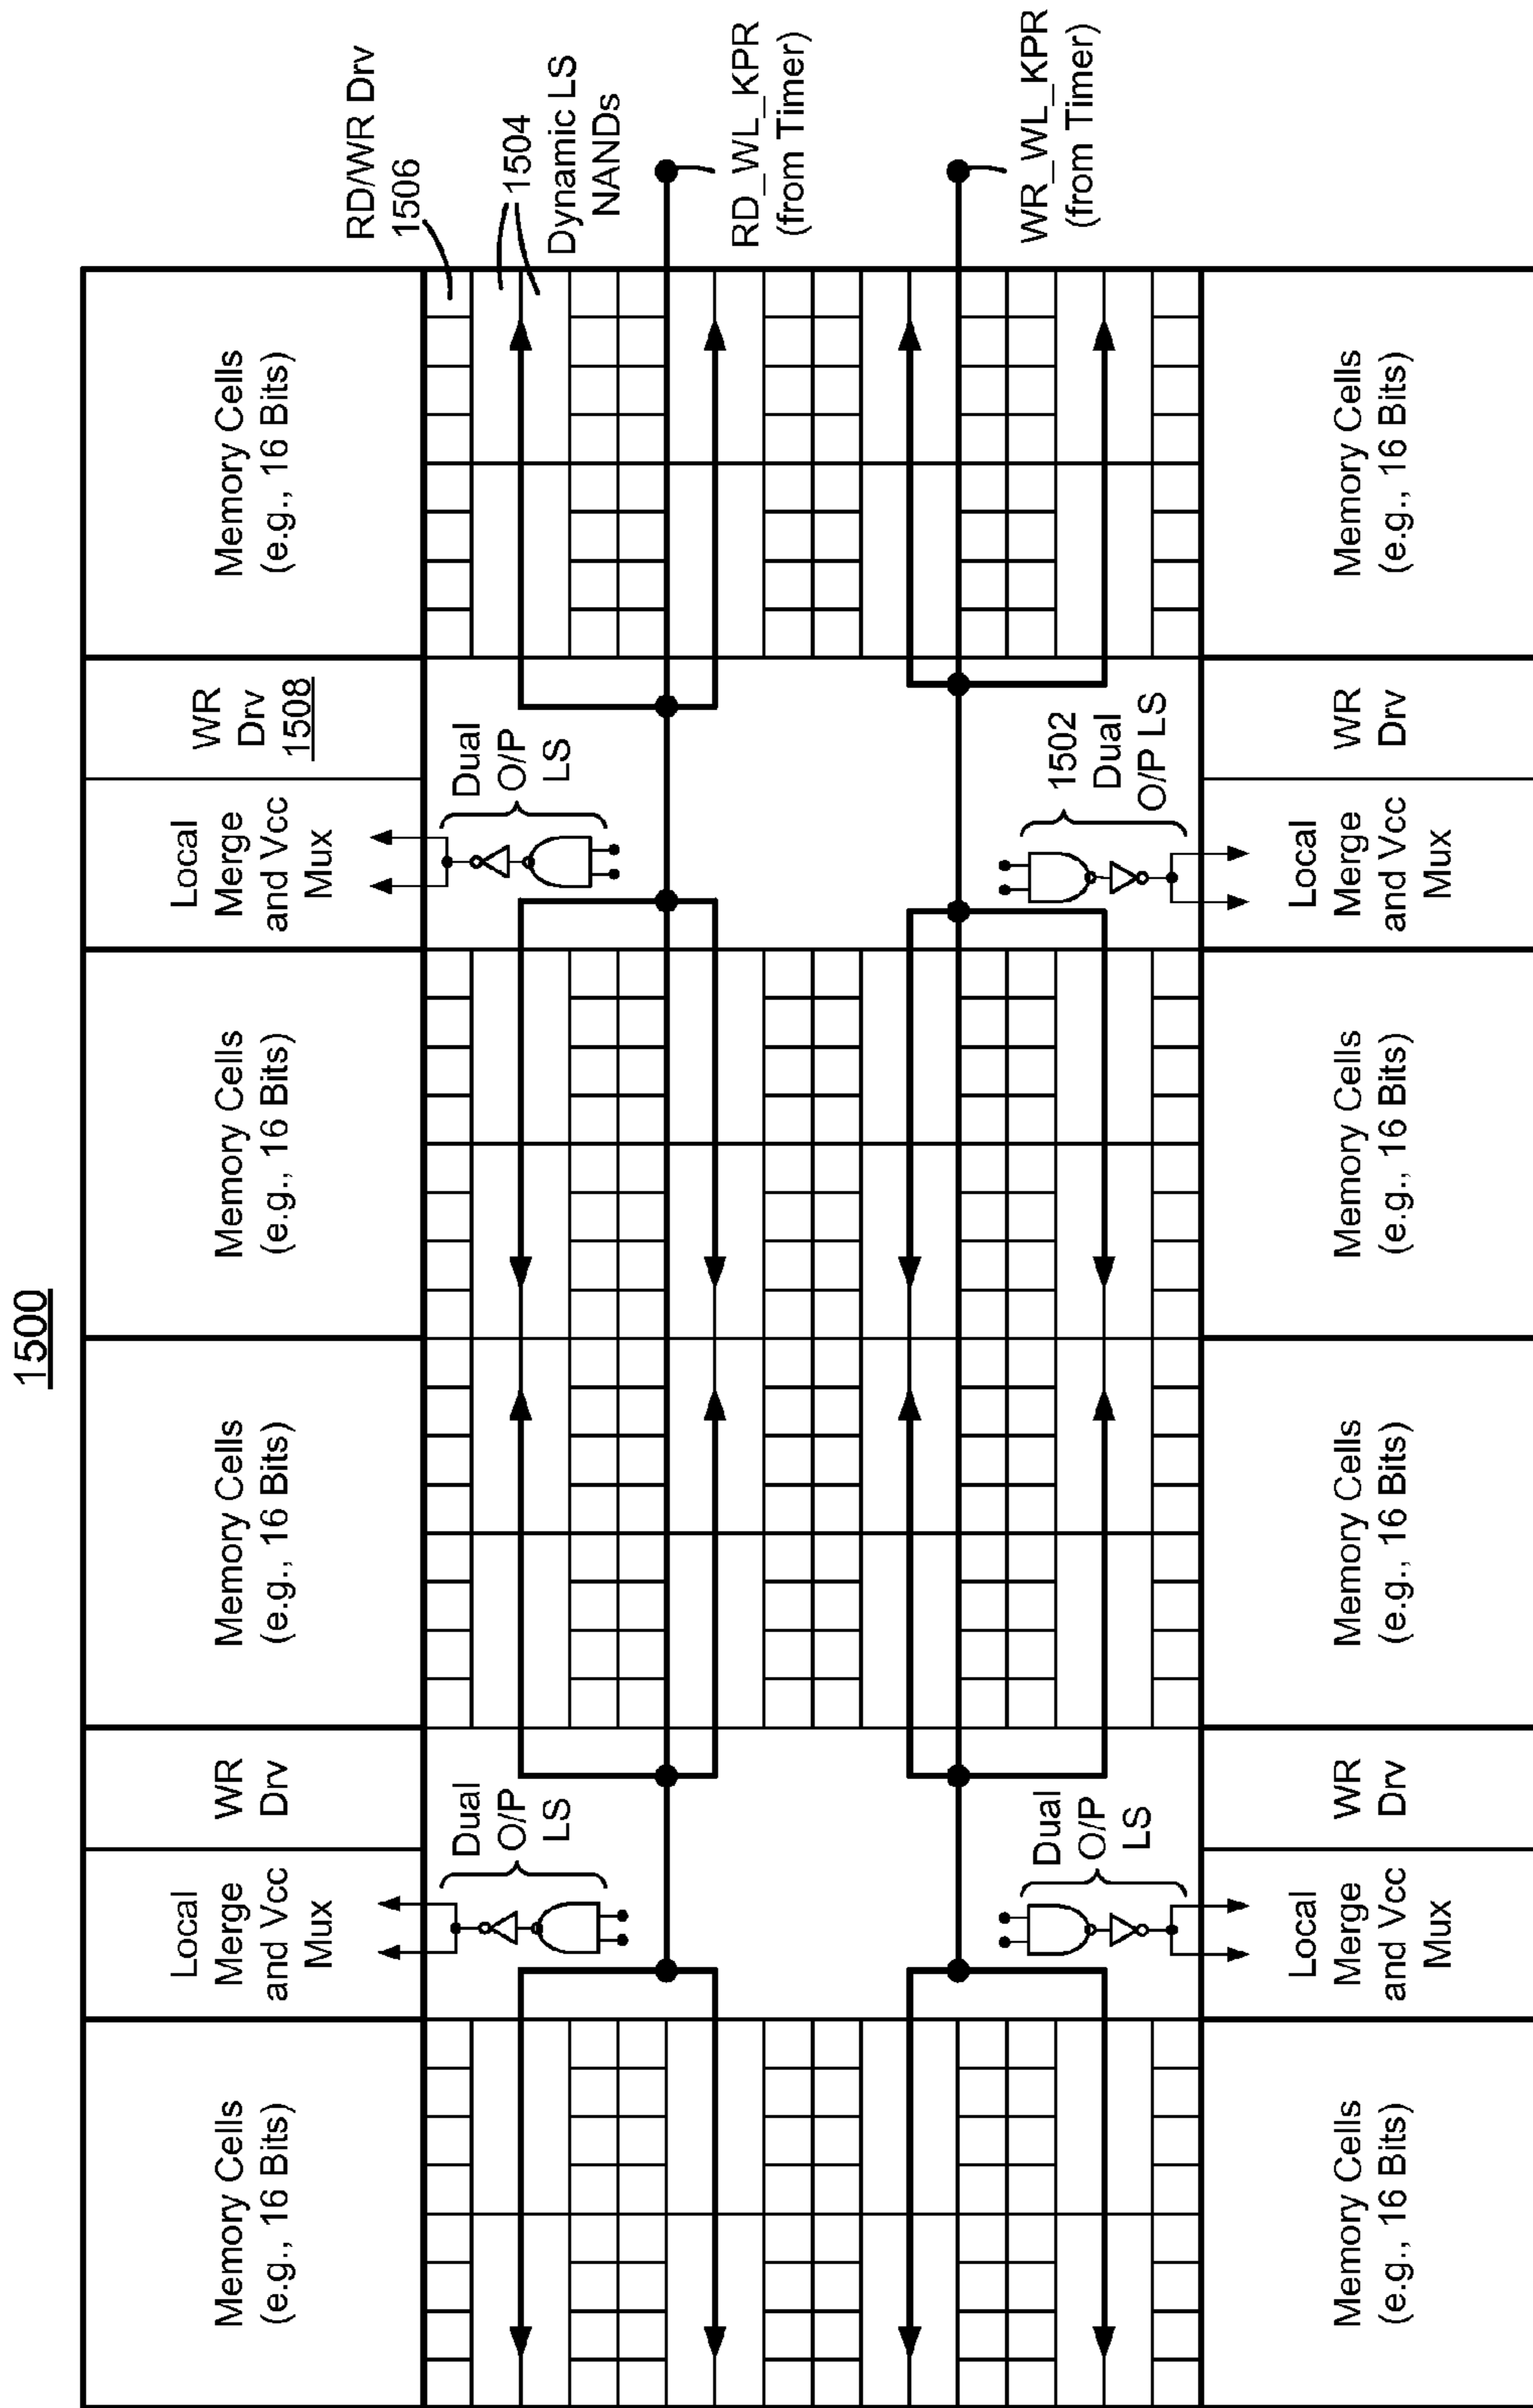 1500
Memory Cells
(e.g., 16 Bits)
Local
Merge
and Vcc
Mux
WR
Drv
Memory Cells
(e.g., 16 Bits)
Memory Cells
(e.g., 16 Bits)
Local
Merge
and Vcc
Mux
WR
Drv
1508
Memory Cells
(e.g., 16 Bits)
RD/WR Drv
1506
1504
Dynamic LS
NANDs
Dual
O/P
LS
Dual
O/P
LS
RD_WL_KPR
(from Timer)
WR_WL_KPR
(from Timer)
Dual
O/P
LS
1502
Dual
O/P LS
Memory Cells
(e.g., 16 Bits)
Local
Merge
and Vcc
Mux
WR
Drv
Memory Cells
(e.g., 16 Bits)
Memory Cells
(e.g., 16 Bits)
Local
Merge
and Vcc
Mux
WR
Drv
Memory Cells
(e.g., 16 Bits)